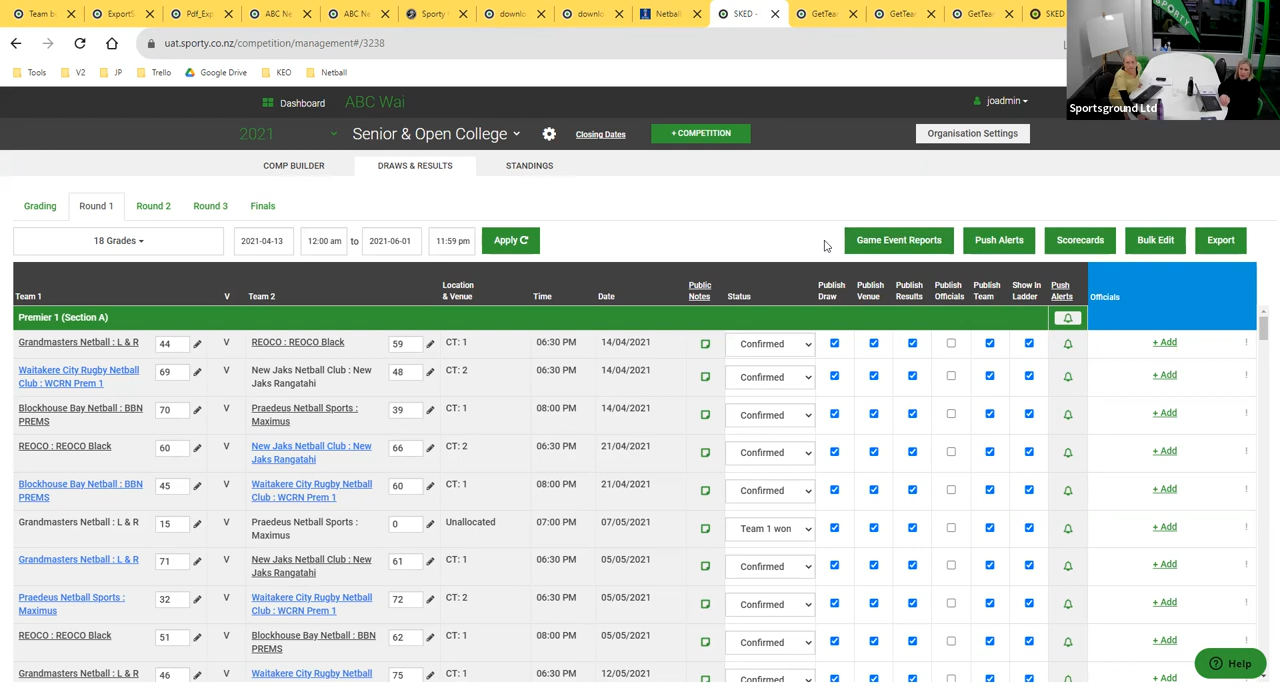 Team b
ExportS
Pdf_Exp
ABC Ne
ABC Ne
Sporty
downlo
downlo
Netball
SKED -
GetTear
GetTear
GetTear
SKED
SPORTY
uat.sporty.co.nz/competition/management#/3238
Tools V2 JP Trello Google Drive KEO Netball
Sportsground Ltd
Dashboard ABC Wai joadmin
2021 Senior & Open College Closing Dates + COMPETITION Organisation Settings
COMP BUILDER DRAWS & RESULTS STANDINGS
Grading Round 1 Round 2 Round 3 Finals
18 Grades 2021-04-13 12:00 am to 2021-06-01 11:59 pm Apply Game Event Reports Push Alerts Scorecards Bulk Edit Export
Team 1 V Team 2 Location & Venue Time Date Public Notes Status Publish Draw Publish Venue Publish Results Publish Officials Publish Team Show In Ladder Push Alerts Officials
Premier 1 (Section A)
Grandmasters Netball : L & R 44 V REOCO : REOCO Black 59 CT: 1 06:30 PM 14/04/2021 Confirmed + Add !
Waitakere City Rugby Netball Club : WCRN Prem 1 69 V New Jaks Netball Club : New Jaks Rangatahi 48 CT: 2 06:30 PM 14/04/2021 Confirmed + Add !
Blockhouse Bay Netball : BBN PREMS 70 V Praedeus Netball Sports : Maximus 39 CT: 1 08:00 PM 14/04/2021 Confirmed + Add !
REOCO : REOCO Black 60 V New Jaks Netball Club : New Jaks Rangatahi 66 CT: 2 06:30 PM 21/04/2021 Confirmed + Add !
Blockhouse Bay Netball : BBN PREMS 45 V Waitakere City Rugby Netball Club : WCRN Prem 1 60 CT: 1 08:00 PM 21/04/2021 Confirmed + Add !
Grandmasters Netball : L & R 15 V Praedeus Netball Sports : Maximus 0 Unallocated 07:00 PM 07/05/2021 Team 1 won + Add !
Grandmasters Netball : L & R 71 V New Jaks Netball Club : New Jaks Rangatahi 61 CT: 1 06:30 PM 05/05/2021 Confirmed + Add !
Praedeus Netball Sports : Maximus 32 V Waitakere City Rugby Netball Club : WCRN Prem 1 72 CT: 2 06:30 PM 05/05/2021 Confirmed + Add !
REOCO : REOCO Black 51 V Blockhouse Bay Netball : BBN PREMS 62 CT: 1 08:00 PM 05/05/2021 Confirmed + Add !
Grandmasters Netball : L & R 46 V Waitakere City Rugby Netball 75 CT: 1 06:30 PM 12/05/2021 Confirmed + Add !
Help